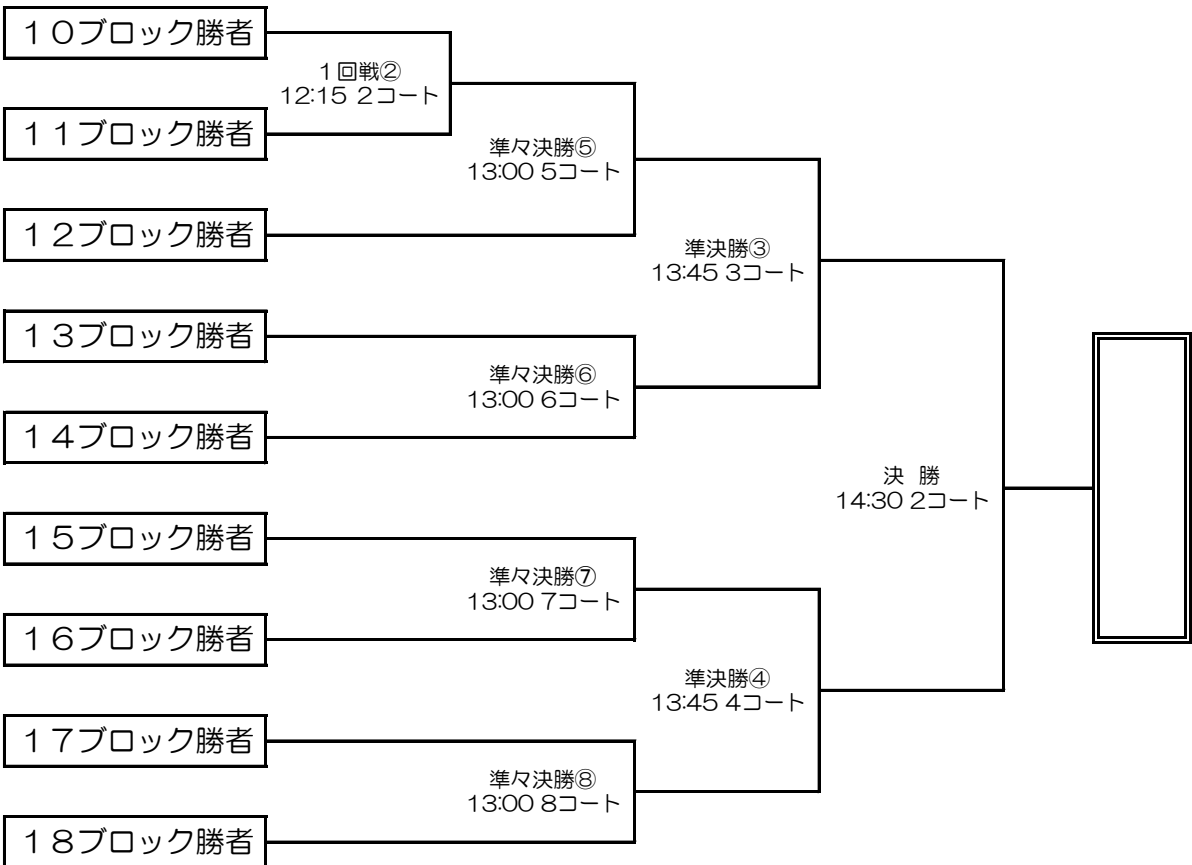 １０ブロック勝者
１回戦②
12:15 2コート
１１ブロック勝者
準々決勝⑤
13:00 5コート
１２ブロック勝者
準決勝③
13:45 3コート
１３ブロック勝者
準々決勝⑥
13:00 6コート
１４ブロック勝者
決 勝
14:30 2コート
１５ブロック勝者
準々決勝⑦
13:00 7コート
１６ブロック勝者
準決勝④
13:45 4コート
１７ブロック勝者
準々決勝⑧
13:00 8コート
１８ブロック勝者